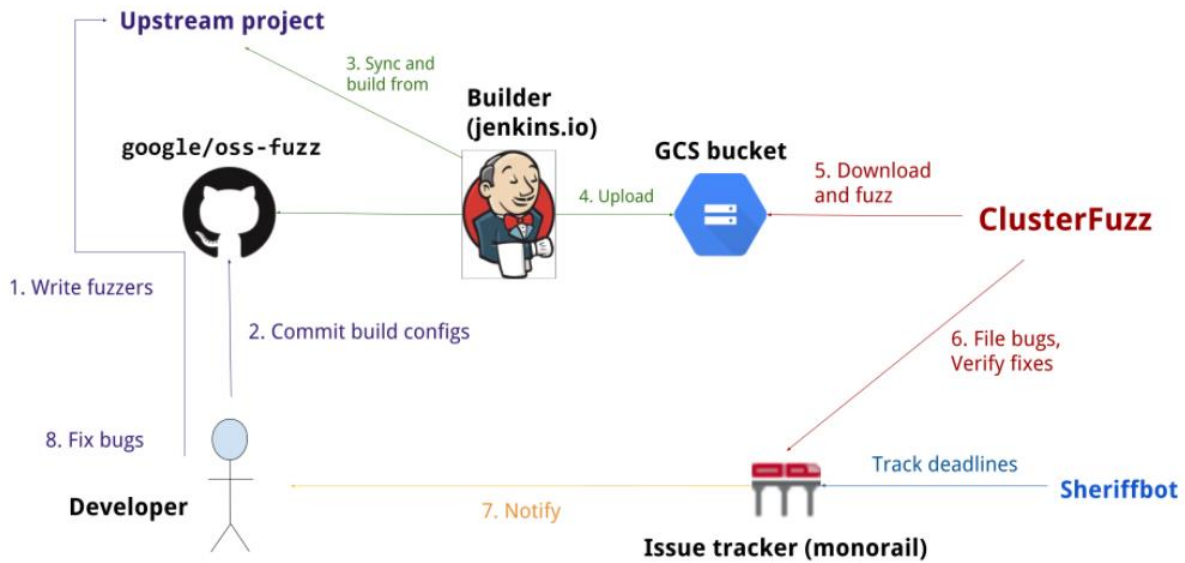 Upstream project
3. Sync and
build from
Builder
(jenkins.io)
google/oss-fuzz
GCS bucket
5. Download
and fuzz
4. Upload
ClusterFuzz
1. Write fuzzers
2. Commit build configs
6. File bugs,
Verify fixes
8. Fix bugs
Track deadlines
Sheriffbot
Developer
7. Notify
Issue tracker (monorail)